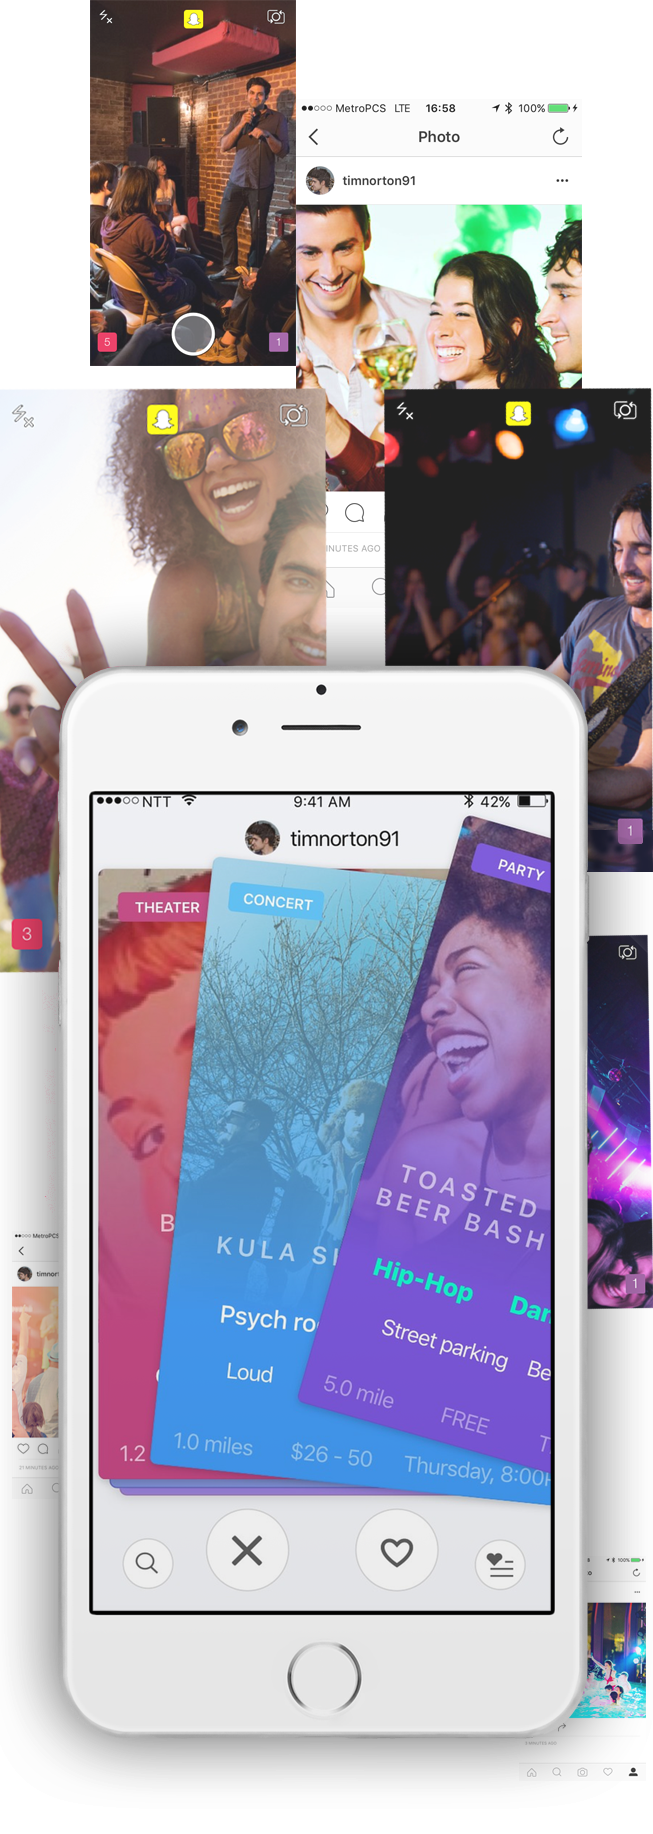 MetroPCS LTE 16:58 100%
Photo
timnorton91
5
1
INUTES AGO
1
3
NTT 9:41 AM 42%
timnorton91
THEATER
CONCERT
PARTY
TOASTED
BEER BASH
B
KULA S
Hip-Hop Dan
Psych ro
Street parking Be
Loud
5.0 mile FREE T
1.2
1.0 miles $26 - 50 Thursday, 8:00
1
MetroPCS
timnor
21 MINUTES AGO
100%